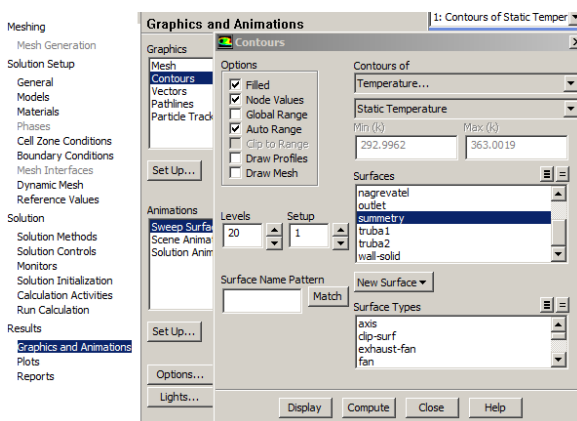 Meshing
Mesh Generation
Solution Setup
General
Models
Materials
Phases
Cell Zone Conditions
Boundary Conditions
Mesh Interfaces
Dynamic Mesh
Reference Values
Solution
Solution Methods
Solution Controls
Monitors
Solution Initialization
Calculation Activities
Run Calculation
Results
Graphics and Animations
Plots
Reports
Graphics and Animations
1: Contours of Static Temper
Graphics
Mesh
Contours
Vectors
Pathlines
Particle Track
Set Up...
Animations
Sweep Surfa
Scene Animat
Solution Anim
Set Up...
Options...
Lights...
Contours
Options
Filled
Node Values
Global Range
Auto Range
Clip to Range
Draw Profiles
Draw Mesh
Levels
20
Setup
1
Surface Name Pattern
Match
Contours of
Temperature...
Static Temperature
Min (k)
Max (k)
292.9962
363.0019
Surfaces
nagrevatel
outlet
summetry
truba1
truba2
wall-solid
New Surface
Surface Types
axis
clip-surf
exhaust-fan
fan
Display
Compute
Close
Help